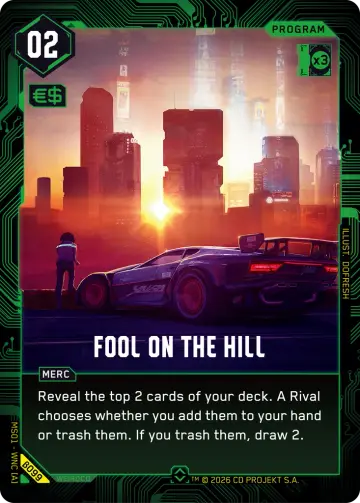 PROGRAM
02
x3
€$
ILLUST. DOFRESH
FOOL ON THE HILL
MERC
Reveal the top 2 cards of your deck. A Rival
chooses whether you add them to your hand
or trash them. If you trash them, draw 2.
MS01 - WNC [A]
™ © 2026 CD PROJEKT S.A.